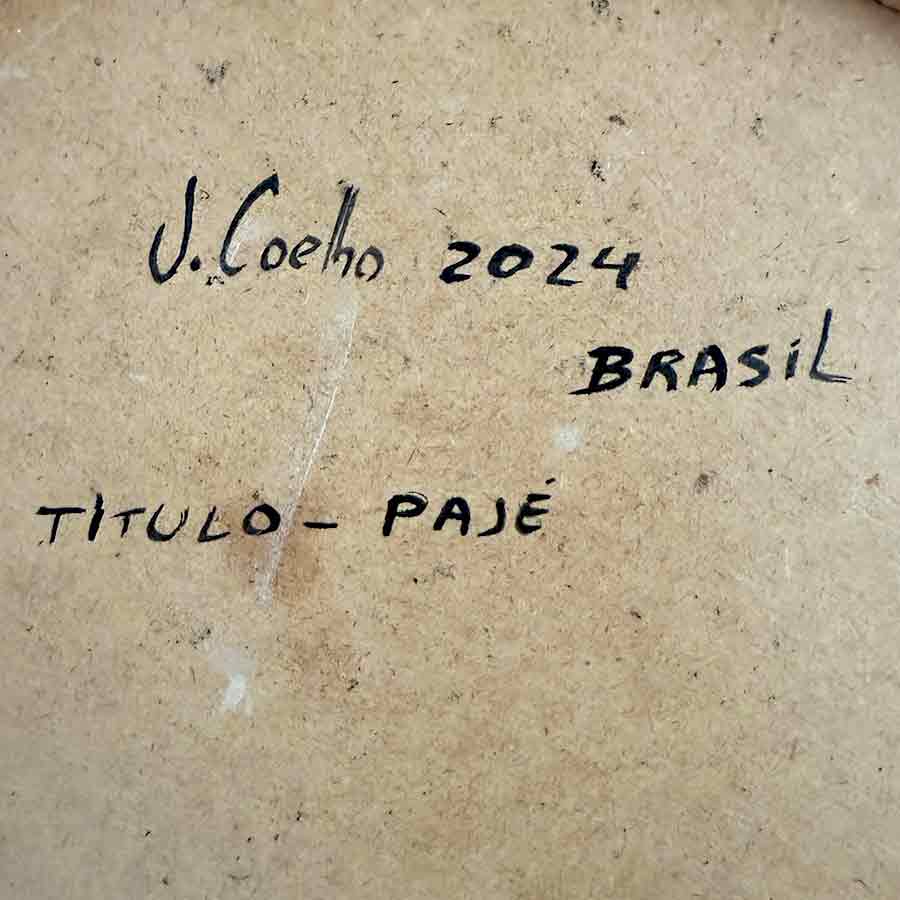 J. Coelho 2024
BRASiL
TITULO - PAJÉ